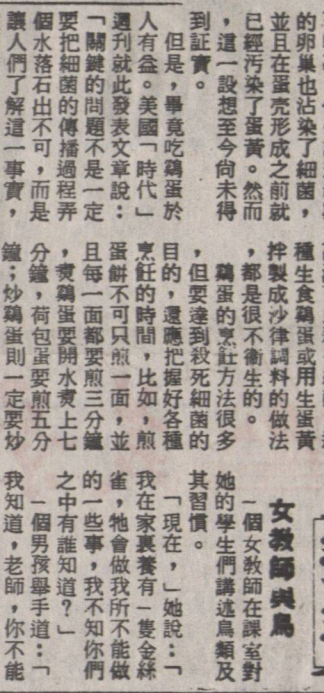 的卵巢也沾染了細菌，
並且在蛋壳形成之前就
已經污染了蛋黃。然而
，這一設想至今尚未得
到証實。
但是，畢竟吃鷄蛋於
人有益。美國「時代」
週刊就此發表文章說：
「關鍵的問題不是一定
要把細菌的傳播過程弄
個水落石出不可，而是
讓人們了解這一事實，
種生食鷄蛋或用生蛋黃
拌製成沙律調料的做法
，都是很不衞生的。
鷄蛋的烹飪方法很多
，但要達到殺死細菌的
目的，還應把握好各種
烹飪的時間，比如，煎
蛋餅不可只煎一面，並
且每一面都要煎三分鐘
，煑鷄蛋要開水煑上七
分鐘，荷包蛋要煎五分
鐘；炒鷄蛋則一定要炒
女教師與鳥
一個女教師在課室對
她的學生們講述鳥類及
其習慣。
「現在，」她說：「
我在家裏養有一隻金絲
雀，牠會做我所不能做
的一些事，我不知你們
之中有誰知道？」
一個男孩舉手道：「
我知道，老師，你不能